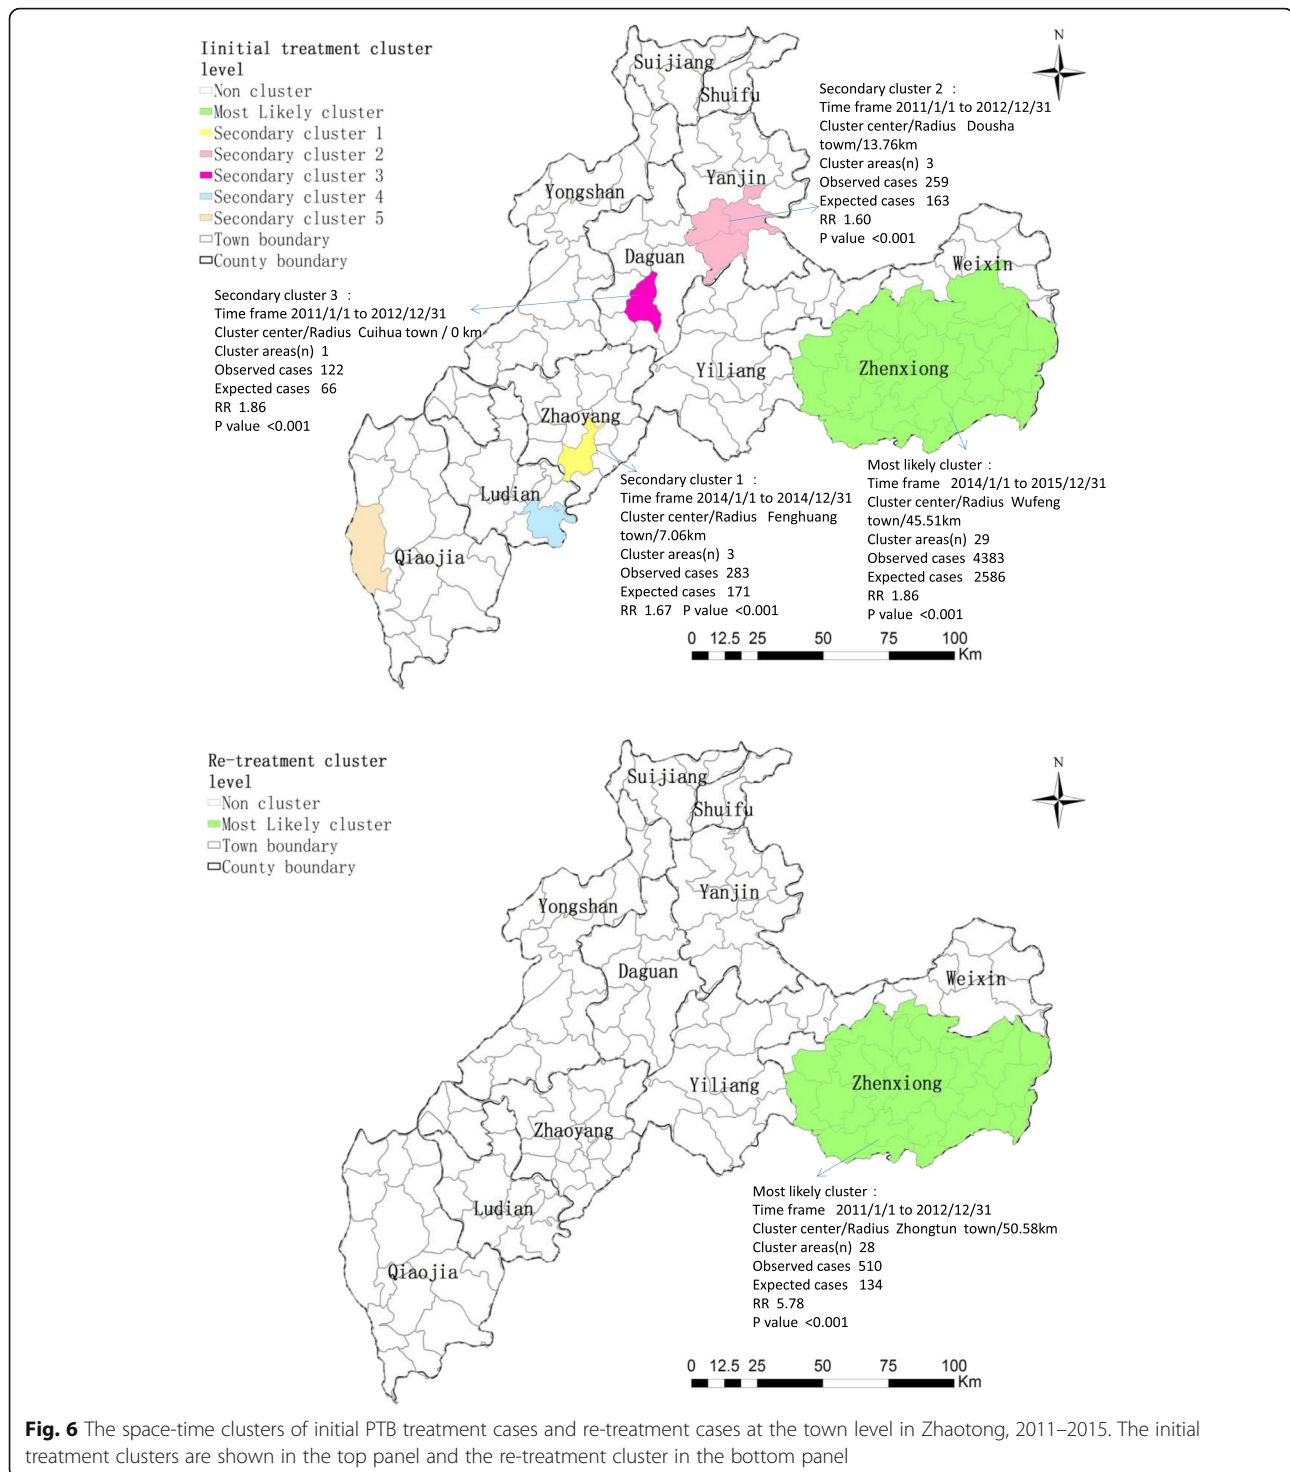 Iinitial treatment cluster
level
Non cluster
Most Likely cluster
Secondary cluster 1
Secondary cluster 2
Secondary cluster 3
Secondary cluster 4
Secondary cluster 5
Town boundary
County boundary
N
Suijiang
Shuifu
Yanjin
Yongshan
Daguan
Weixin
Zhenxiong
Yiliang
Zhaoyang
Ludian
Qiaojia
Secondary cluster 2 :
Time frame 2011/1/1 to 2012/12/31
Cluster center/Radius Dousha
towm/13.76km
Cluster areas(n) 3
Observed cases 259
Expected cases 163
RR 1.60
P value <0.001
Secondary cluster 3 :
Time frame 2011/1/1 to 2012/12/31
Cluster center/Radius Cuihua town / 0 km
Cluster areas(n) 1
Observed cases 122
Expected cases 66
RR 1.86
P value <0.001
Secondary cluster 1 :
Time frame 2014/1/1 to 2014/12/31
Cluster center/Radius Fenghuang
town/7.06km
Cluster areas(n) 3
Observed cases 283
Expected cases 171
RR 1.67 P value <0.001
Most likely cluster :
Time frame 2014/1/1 to 2015/12/31
Cluster center/Radius Wufeng
town/45.51km
Cluster areas(n) 29
Observed cases 4383
Expected cases 2586
RR 1.86
P value <0.001
0 12.5 25 50 75 100
Km
Re-treatment cluster
level
Non cluster
Most Likely cluster
Town boundary
County boundary
N
Suijiang
Shuifu
Yanjin
Yongshan
Daguan
Weixin
Zhenxiong
Yiliang
Zhaoyang
Ludian
Qiaojia
Most likely cluster :
Time frame 2011/1/1 to 2012/12/31
Cluster center/Radius Zhongtun town/50.58km
Cluster areas(n) 28
Observed cases 510
Expected cases 134
RR 5.78
P value <0.001
0 12.5 25 50 75 100
Km
Fig. 6 The space-time clusters of initial PTB treatment cases and re-treatment cases at the town level in Zhaotong, 2011–2015. The initial
treatment clusters are shown in the top panel and the re-treatment cluster in the bottom panel